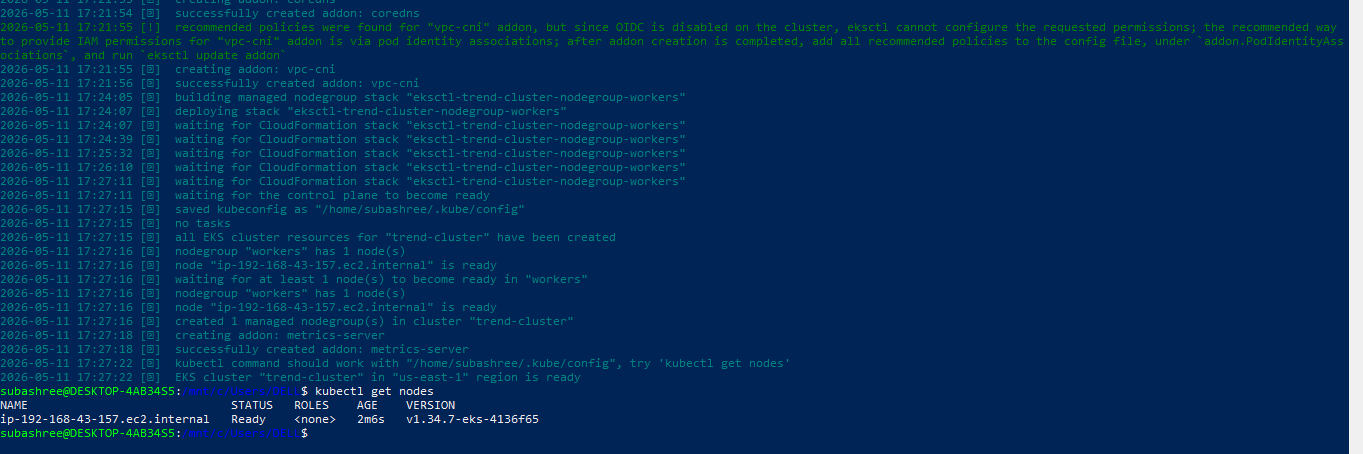 creating addon: coredns
2026-05-11 17:21:54 [] successfully created addon: coredns
2026-05-11 17:21:55 [!] recommended policies were found for "vpc-cni" addon, but since OIDC is disabled on the cluster, eksctl cannot configure the requested permissions; the recommended way
to provide IAM permissions for "vpc-cni" addon is via pod identity associations; after addon creation is completed, add all recommended policies to the config file, under `addon.PodIdentityAss
ociations`, and run `eksctl update addon`
2026-05-11 17:21:55 [] creating addon: vpc-cni
2026-05-11 17:21:56 [] successfully created addon: vpc-cni
2026-05-11 17:24:05 [] building managed nodegroup stack "eksctl-trend-cluster-nodegroup-workers"
2026-05-11 17:24:07 [] deploying stack "eksctl-trend-cluster-nodegroup-workers"
2026-05-11 17:24:07 [] waiting for CloudFormation stack "eksctl-trend-cluster-nodegroup-workers"
2026-05-11 17:24:39 [] waiting for CloudFormation stack "eksctl-trend-cluster-nodegroup-workers"
2026-05-11 17:25:32 [] waiting for CloudFormation stack "eksctl-trend-cluster-nodegroup-workers"
2026-05-11 17:26:10 [] waiting for CloudFormation stack "eksctl-trend-cluster-nodegroup-workers"
2026-05-11 17:27:11 [] waiting for CloudFormation stack "eksctl-trend-cluster-nodegroup-workers"
2026-05-11 17:27:11 [] waiting for the control plane to become ready
2026-05-11 17:27:15 [] saved kubeconfig as "/home/subashree/.kube/config"
2026-05-11 17:27:15 [] no tasks
2026-05-11 17:27:15 [] all EKS cluster resources for "trend-cluster" have been created
2026-05-11 17:27:16 [] nodegroup "workers" has 1 node(s)
2026-05-11 17:27:16 [] node "ip-192-168-43-157.ec2.internal" is ready
2026-05-11 17:27:16 [] waiting for at least 1 node(s) to become ready in "workers"
2026-05-11 17:27:16 [] nodegroup "workers" has 1 node(s)
2026-05-11 17:27:16 [] node "ip-192-168-43-157.ec2.internal" is ready
2026-05-11 17:27:16 [] created 1 managed nodegroup(s) in cluster "trend-cluster"
2026-05-11 17:27:18 [] creating addon: metrics-server
2026-05-11 17:27:18 [] successfully created addon: metrics-server
2026-05-11 17:27:22 [] kubectl command should work with "/home/subashree/.kube/config", try 'kubectl get nodes'
2026-05-11 17:27:22 [] EKS cluster "trend-cluster" in "us-east-1" region is ready
subashree@DESKTOP-4AB34S5:$ kubectl get nodes
NAME STATUS ROLES AGE VERSION
ip-192-168-43-157.ec2.internal Ready <none> 2m6s v1.34.7-eks-4136f65
subashree@DESKTOP-4AB34S5:$